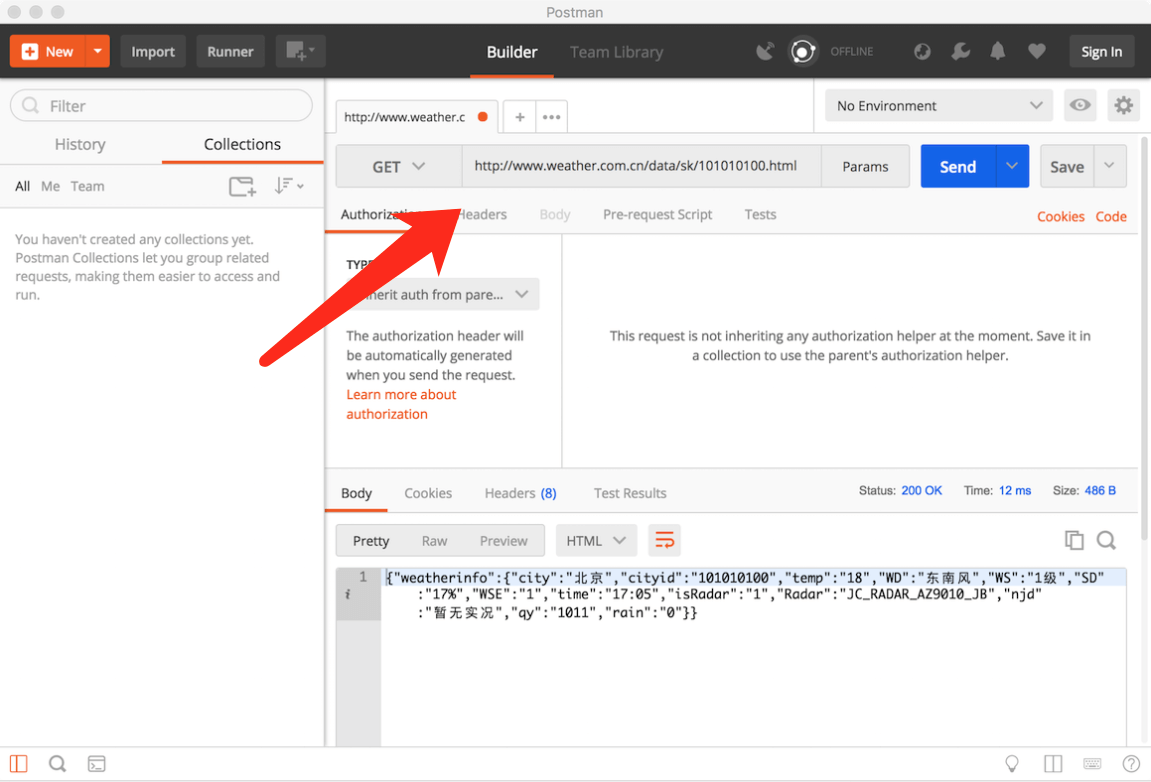 Postman
New
Import
Runner
Builder
Team Library
OFFLINE
Sign In
Filter
History
Collections
All Me Team
You haven't created any collections yet.
Postman Collections let you group related
requests, making them easier to access and
run.
http://www.weather.c
No Environment
GET
http://www.weather.com.cn/data/sk/101010100.html
Params
Send
Save
Authorization
Headers
Body
Pre-request Script
Tests
Cookies
Code
TYPE
Inherit auth from pare...
The authorization header will
be automatically generated
when you send the request.
Learn more about
authorization
This request is not inheriting any authorization helper at the moment. Save it in
a collection to use the parent's authorization helper.
Body
Cookies
Headers (8)
Test Results
Status: 200 OK
Time: 12 ms
Size: 486 B
Pretty
Raw
Preview
HTML
1
i
{"weatherinfo":{"city":"北京","cityid":"101010100","temp":"18","WD":"东南风","WS":"1级","SD"
:"17%","WSE":"1","time":"17:05","isRadar":"1","Radar":"JC_RADAR_AZ9010_JB","njd"
:"暂无实况","qy":"1011","rain":"0"}}